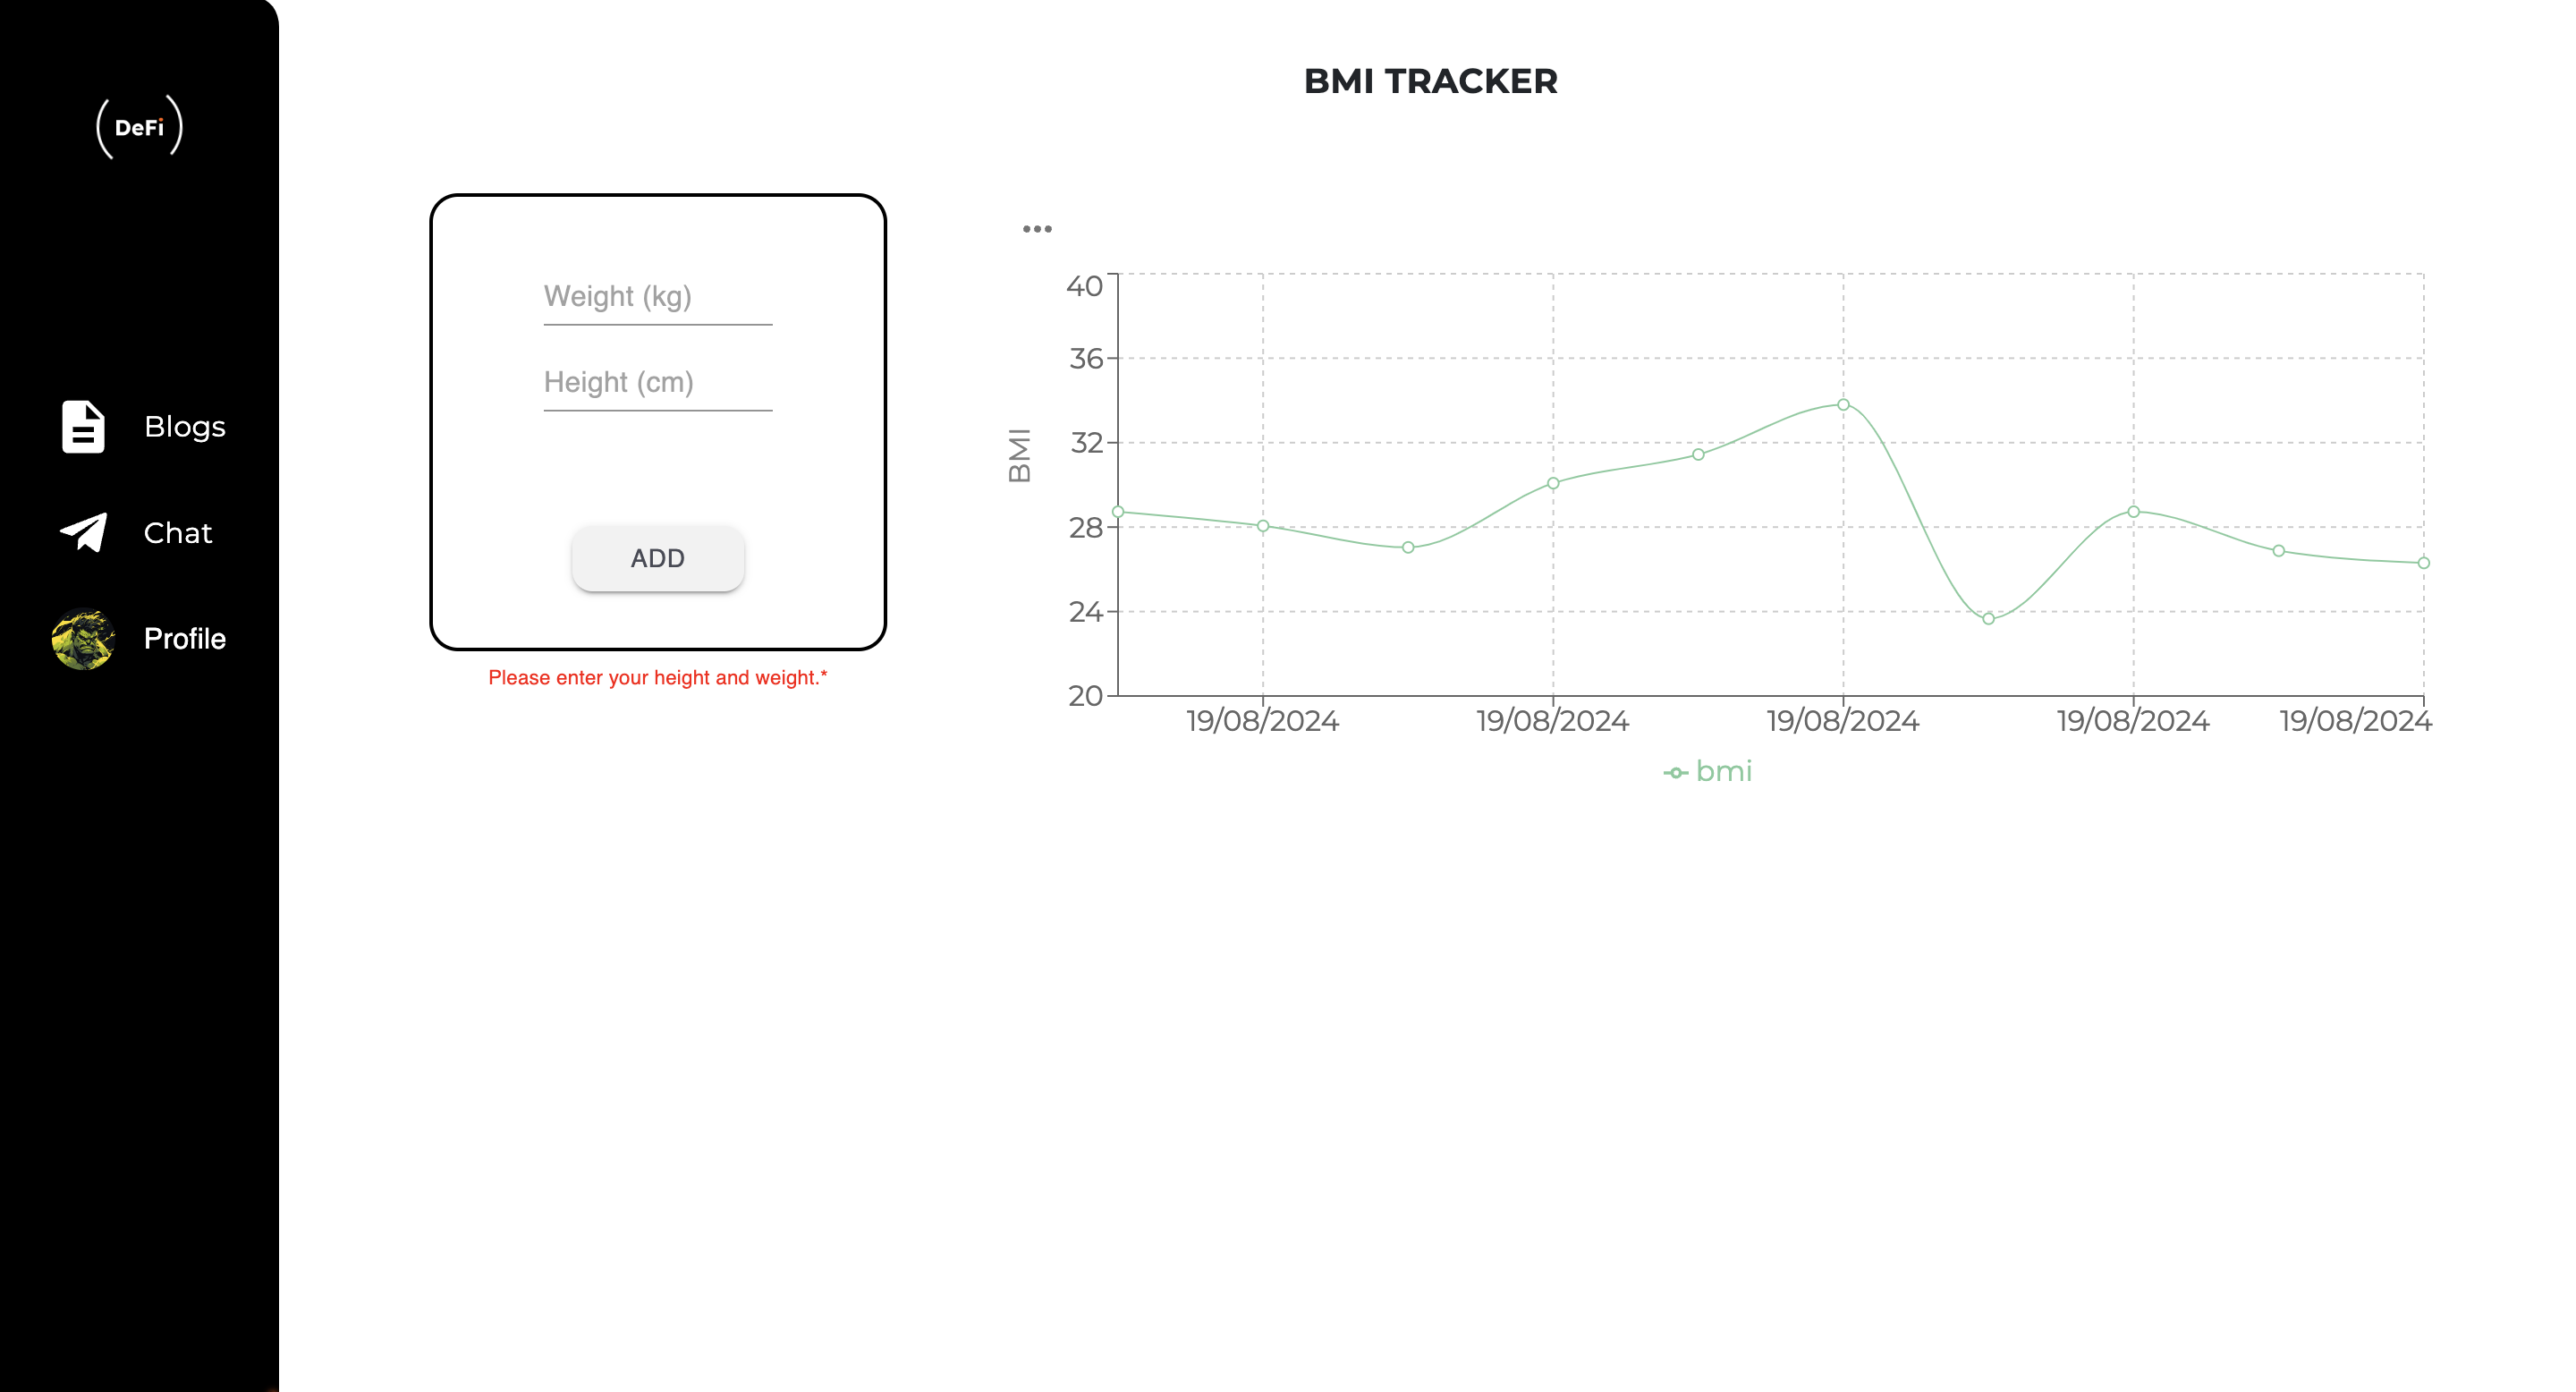 DeFi
Blogs
Chat
Profile
BMI TRACKER
Weight (kg)
Height (cm)
ADD
Please enter your height and weight.*
BMI
40
36
32
28
24
20
19/08/2024 19/08/2024 19/08/2024 19/08/2024 19/08/2024
bmi